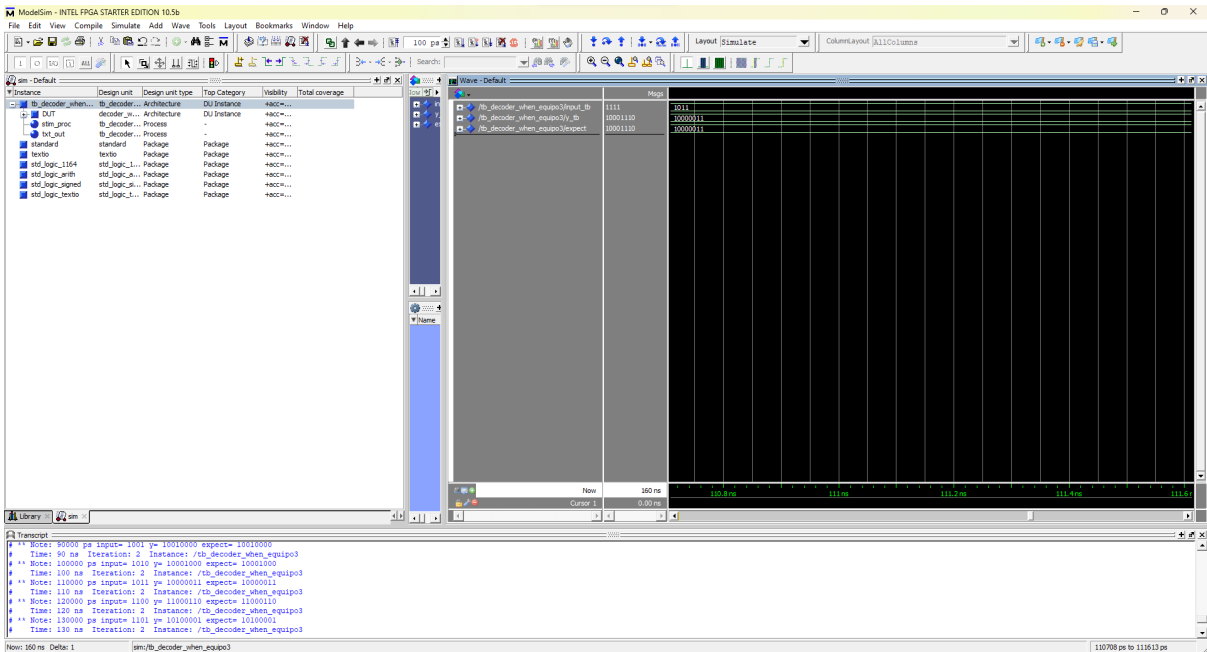 ModelSim - INTEL FPGA STARTER EDITION 10.5b
File Edit View Compile Simulate Add Wave Tools Layout Bookmarks Window Help
100 ps
Layout Simulate
ColumnLayout AllColumns
Search:
sim - Default
Instance Design unit Design unit type Top Category Visibility Total coverage
tb_decoder_when... tb_decoder... Architecture DU Instance +acc=...
DUT decoder_w... Architecture DU Instance +acc=...
stim_proc tb_decoder... Process - +acc=...
txt_out tb_decoder... Process - +acc=...
standard standard Package Package +acc=...
textio textio Package Package +acc=...
std_logic_1164 std_logic_1... Package Package +acc=...
std_logic_arith std_logic_a... Package Package +acc=...
std_logic_signed std_logic_si... Package Package +acc=...
std_logic_textio std_logic_t... Package Package +acc=...
Library sim
Name
Wave - Default
Msgs
/tb_decoder_when_equipo3/input_tb 1111 1011
/tb_decoder_when_equipo3/y_tb 10001110 10000011
/tb_decoder_when_equipo3/expect 10001110 10000011
Now 160 ns
Cursor 1 0.00 ns
110.8 ns 111 ns 111.2 ns 111.4 ns 111.6
Transcript
# ** Note: 90000 ps input= 1001 y= 10010000 expect= 10010000
# Time: 90 ns Iteration: 2 Instance: /tb_decoder_when_equipo3
# ** Note: 100000 ps input= 1010 y= 10001000 expect= 10001000
# Time: 100 ns Iteration: 2 Instance: /tb_decoder_when_equipo3
# ** Note: 110000 ps input= 1011 y= 10000011 expect= 10000011
# Time: 110 ns Iteration: 2 Instance: /tb_decoder_when_equipo3
# ** Note: 120000 ps input= 1100 y= 11000110 expect= 11000110
# Time: 120 ns Iteration: 2 Instance: /tb_decoder_when_equipo3
# ** Note: 130000 ps input= 1101 y= 10100001 expect= 10100001
# Time: 130 ns Iteration: 2 Instance: /tb_decoder_when_equipo3
Now: 160 ns Delta: 1 sim:/tb_decoder_when_equipo3 110708 ps to 111613 ps